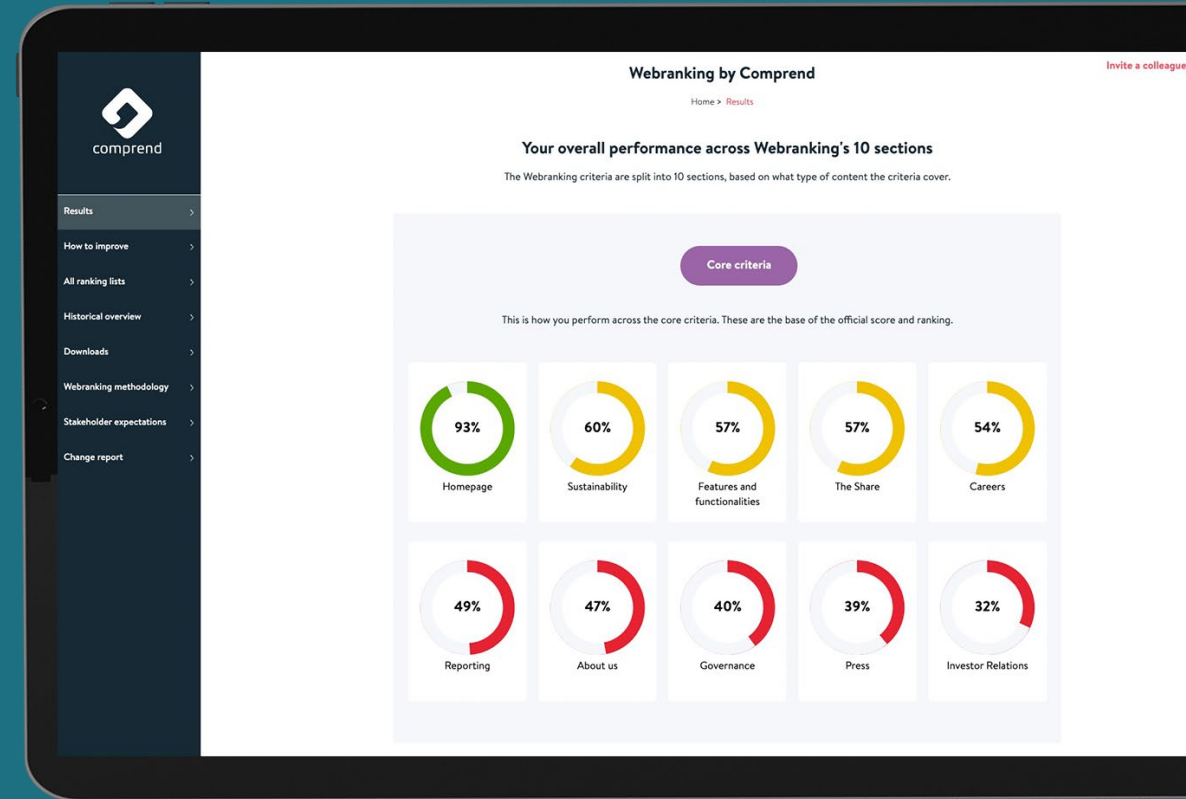 comprend
Results
How to improve
All ranking lists
Historical overview
Downloads
Webranking methodology
Stakeholder expectations
Change report
Invite a colleague
Webranking by Comprend
Home > Results
Your overall performance across Webranking's 10 sections
The Webranking criteria are split into 10 sections, based on what type of content the criteria cover.
Core criteria
This is how you perform across the core criteria. These are the base of the official score and ranking.
93%
Homepage
60%
Sustainability
57%
Features and
functionalities
57%
The Share
54%
Careers
49%
Reporting
47%
About us
40%
Governance
39%
Press
32%
Investor Relations